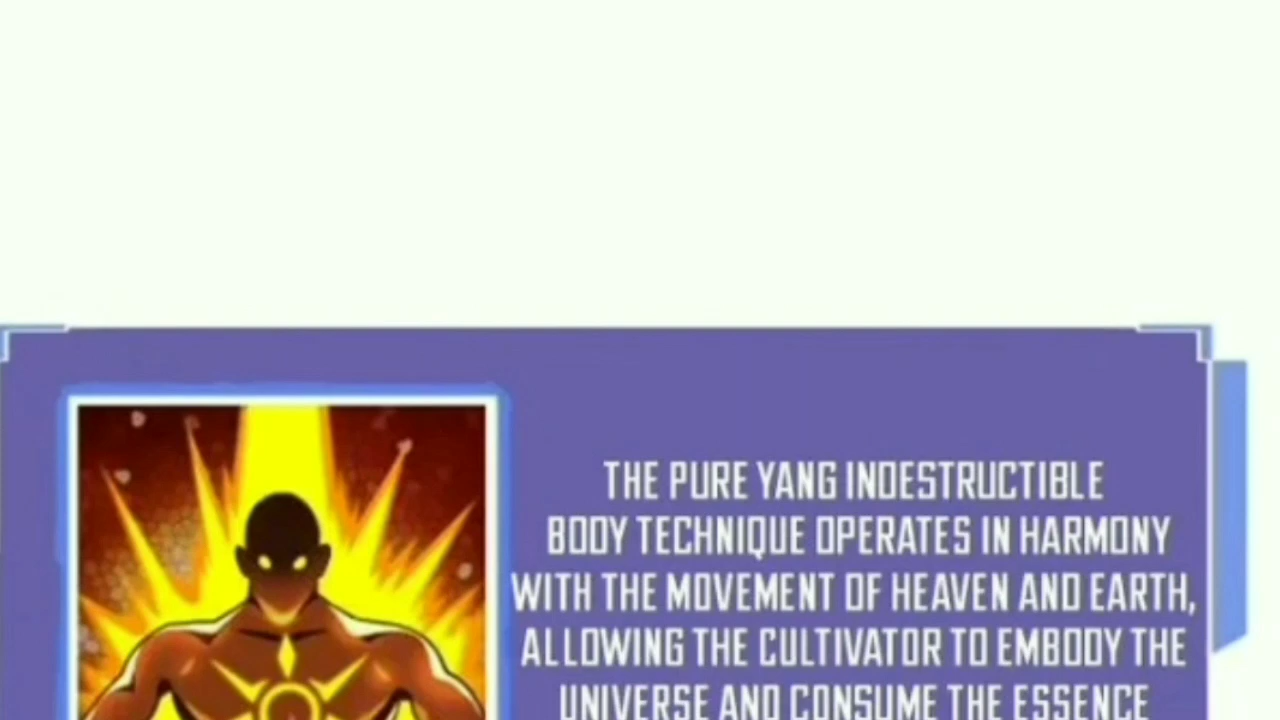 THE PURE YANG INDESTRUCTIBLE
BODY TECHNIQUE OPERATES IN HARMONY
WITH THE MOVEMENT OF HEAVEN AND EARTH,
ALLOWING THE CULTIVATOR TO EMBODY THE
UNIVERSE AND CONSUME THE ESSENCE